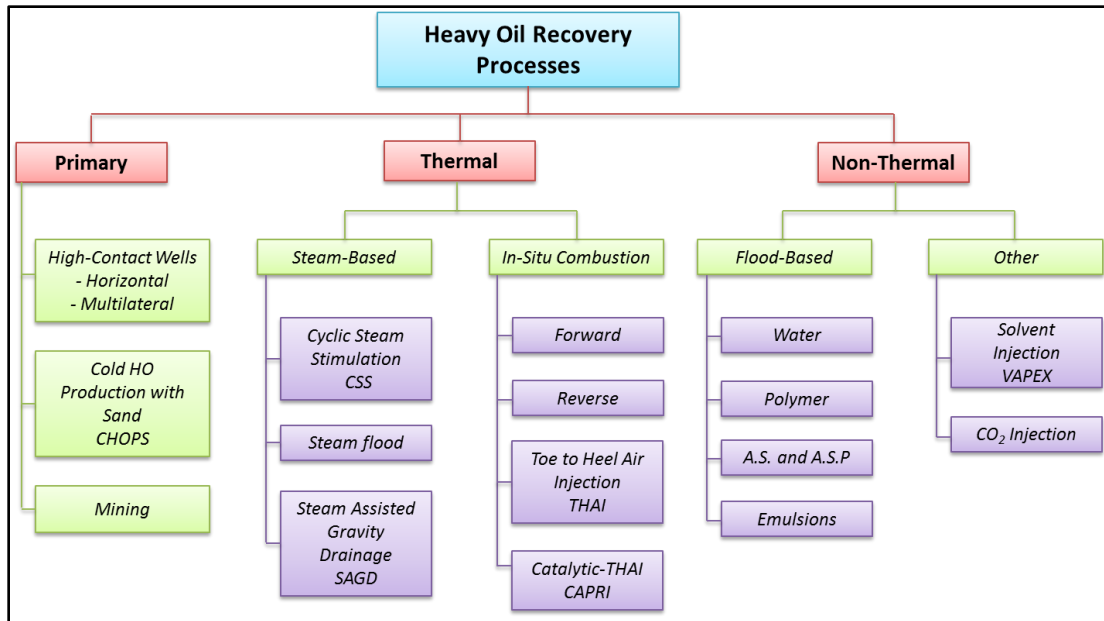 Heavy Oil Recovery
Processes
Primary
Thermal
Non-Thermal
High-Contact Wells
- Horizontal
- Multilateral
Cold HO
Production with
Sand
CHOPS
Mining
Steam-Based
Cyclic Steam
Stimulation
CSS
Steam flood
Steam Assisted
Gravity
Drainage
SAGD
In-Situ Combustion
Forward
Reverse
Toe to Heel Air
Injection
THAI
Catalytic-THAI
CAPRI
Flood-Based
Water
Polymer
A.S. and A.S.P
Emulsions
Other
Solvent
Injection
VAPEX
CO₂ Injection